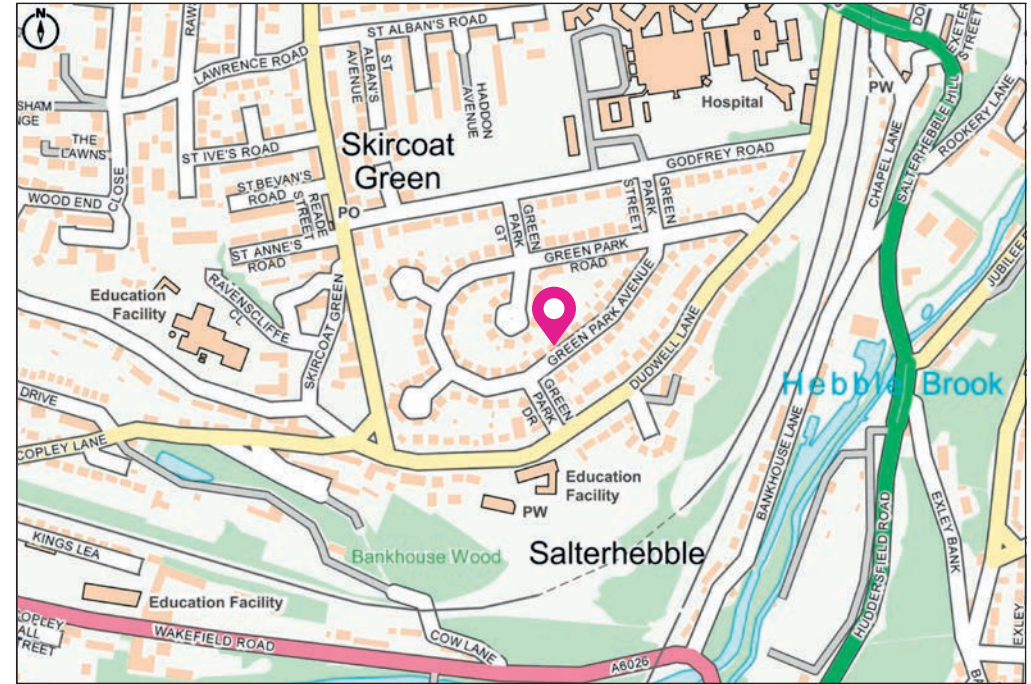 N
ST ALBAN'S ROAD
LAWRENCE ROAD
ST
ALBAN'S
AVENUE
HADDON
AVENUE
Hospital
PW
SALTERHEBBLE HILL
STREET
ROOKERY LANE
CHAPEL LANE
THE
LAWNS
CLOSE
WOOD END
ST IVE'S ROAD
Skircoat
Green
GODFREY ROAD
ST BEVAN'S
ROAD
READE
STREET
PO
ST ANNE'S
ROAD
GREEN
PARK
GT
GREEN
PARK
STREET
GREEN PARK
ROAD
RAVENSCLIFFE
CL
Education
Facility
SKIRCOAT GREEN
GREEN PARK AVENUE
DUDWELL LANE
JUBILEE
Hebble Brook
GREEN
PARK
DR
DRIVE
COPLEY LANE
Education
Facility
PW
BANKHOUSE LANE
Bankhouse Wood
Salterhebble
KINGS LEA
Education Facility
WAKEFIELD ROAD
COW LANE
A6026
HUDDERSFIELD ROAD
EXLEY BANK
EXLEY